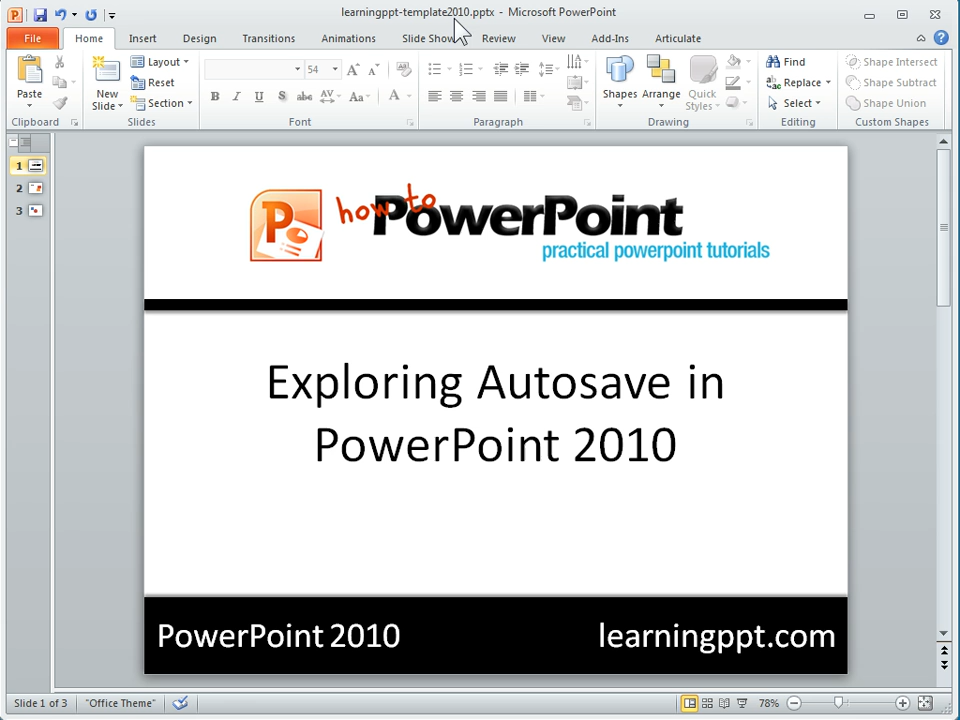 learningppt-template2010.pptx - Microsoft PowerPoint
File Home Insert Design Transitions Animations Slide Show Review View Add-Ins Articulate
Paste
New Slide
Layout
Reset
Section
54
B I U S abc AV Aa A
Shapes Arrange Quick Styles
Find
Replace
Select
Shape Intersect
Shape Subtract
Shape Union
Clipboard Slides Font Paragraph Drawing Editing Custom Shapes
1
2
3
how to PowerPoint
practical powerpoint tutorials
Exploring Autosave in
PowerPoint 2010
PowerPoint 2010 learningppt.com
Slide 1 of 3 "Office Theme" 78%